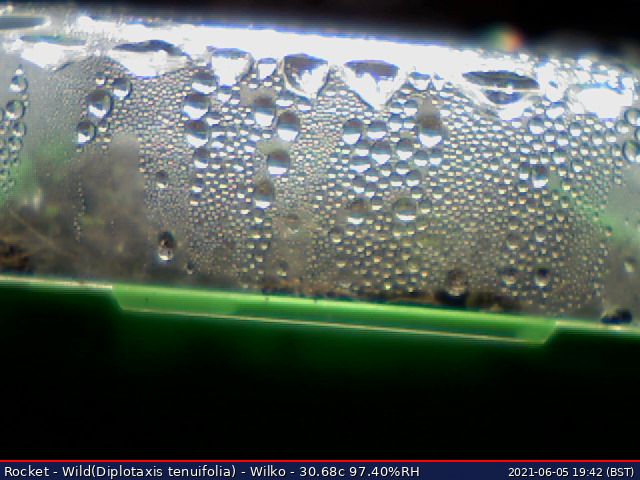 Rocket - Wild(Diplotaxis tenuifolia) - Wilko - 30.68c 97.40%RH
2021-06-05 19:42 (BST)